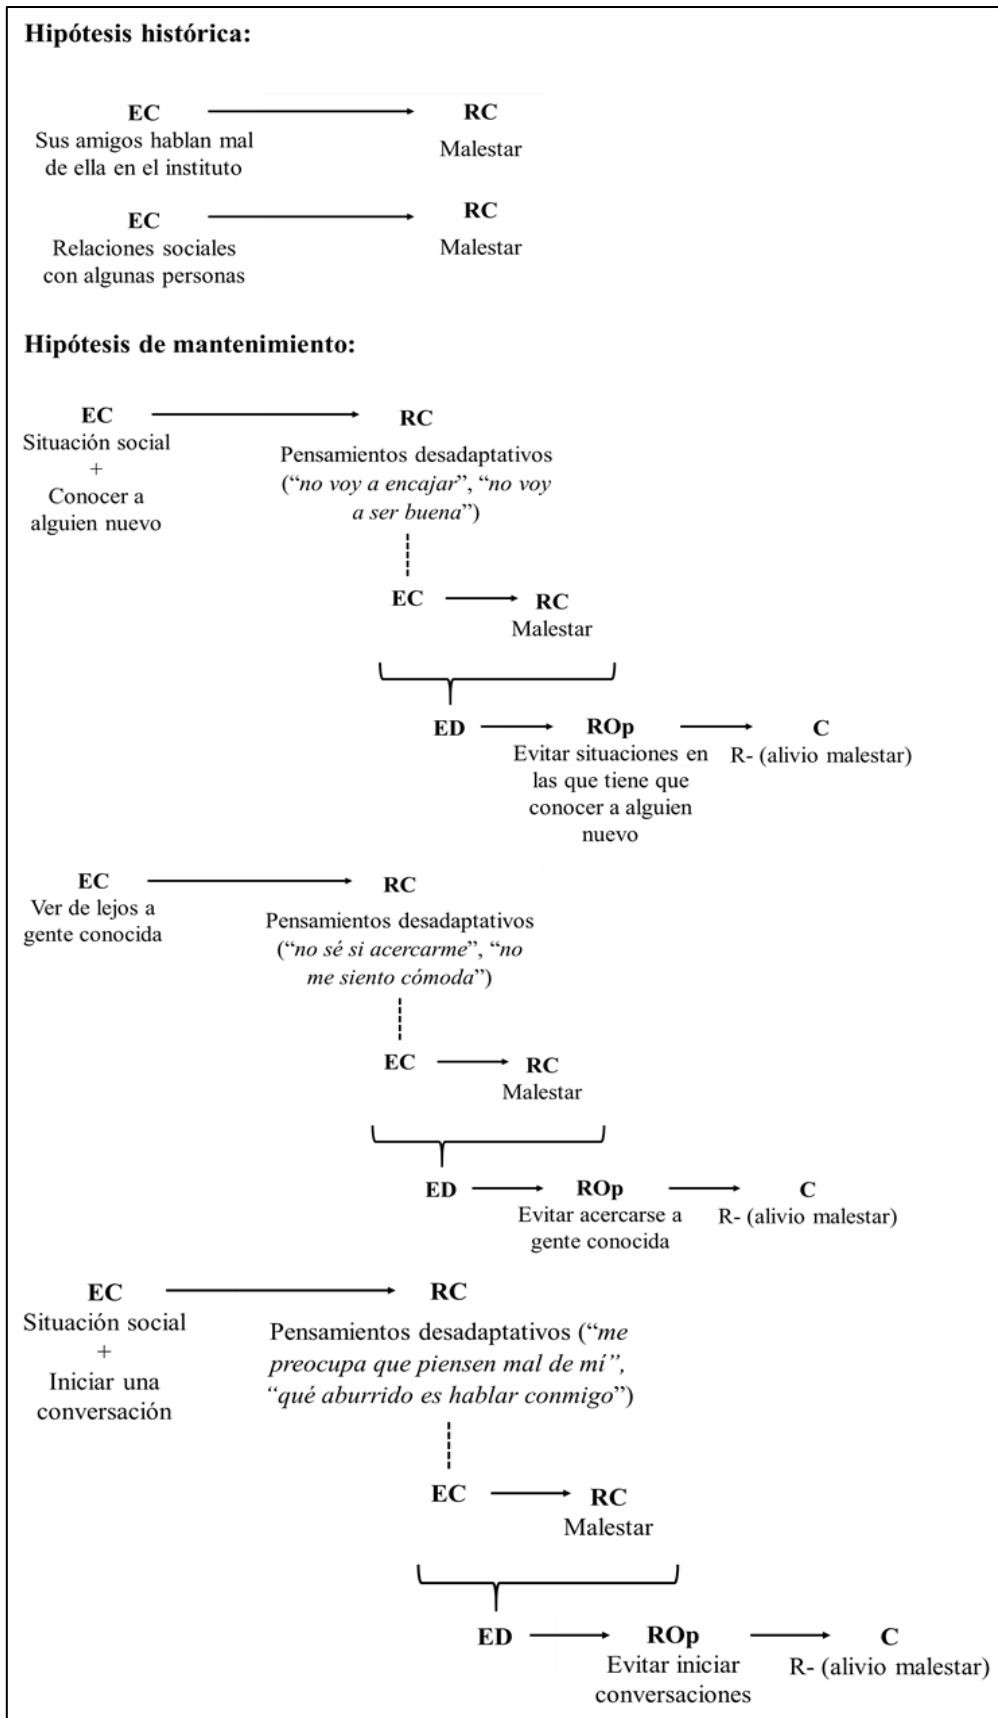 Hipótesis histórica:
EC
RC
Sus amigos hablan mal
de ella en el instituto
Malestar
EC
RC
Relaciones sociales
con algunas personas
Malestar
Hipótesis de mantenimiento:
EC
RC
Situación social
+
Conocer a
alguien nuevo
Pensamientos desadaptativos
(“no voy a encajar”, “no voy
a ser buena”)
EC
RC
Malestar
ED
ROp
C
Evitar situaciones en
las que tiene que
conocer a alguien
nuevo
R- (alivio malestar)
EC
RC
Ver de lejos a
gente conocida
Pensamientos desadaptativos
(“no sé si acercarme”, “no
me siento cómoda”)
EC
RC
Malestar
ED
ROp
C
Evitar acercarse a
gente conocida
R- (alivio malestar)
EC
RC
Situación social
+
Iniciar una
conversación
Pensamientos desadaptativos (“me
preocupa que piensen mal de mí”,
“qué aburrido es hablar conmigo”)
EC
RC
Malestar
ED
ROp
C
Evitar iniciar
conversaciones
R- (alivio malestar)